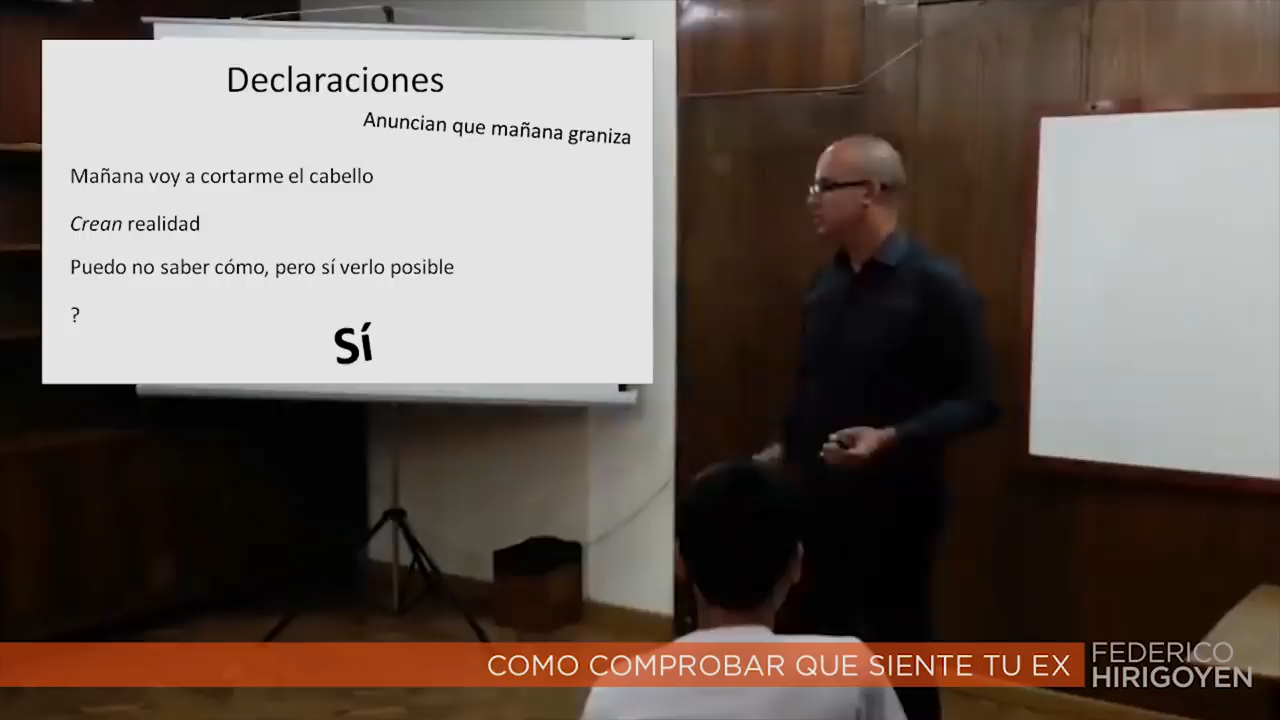 Declaraciones
Anuncian que mañana graniza
Mañana voy a cortarme el cabello
Crean realidad
Puedo no saber cómo, pero sí verlo posible
?
Sí
COMO COMPROBAR QUE SIENTE TU EX
FEDERICO
HIRIGOYEN